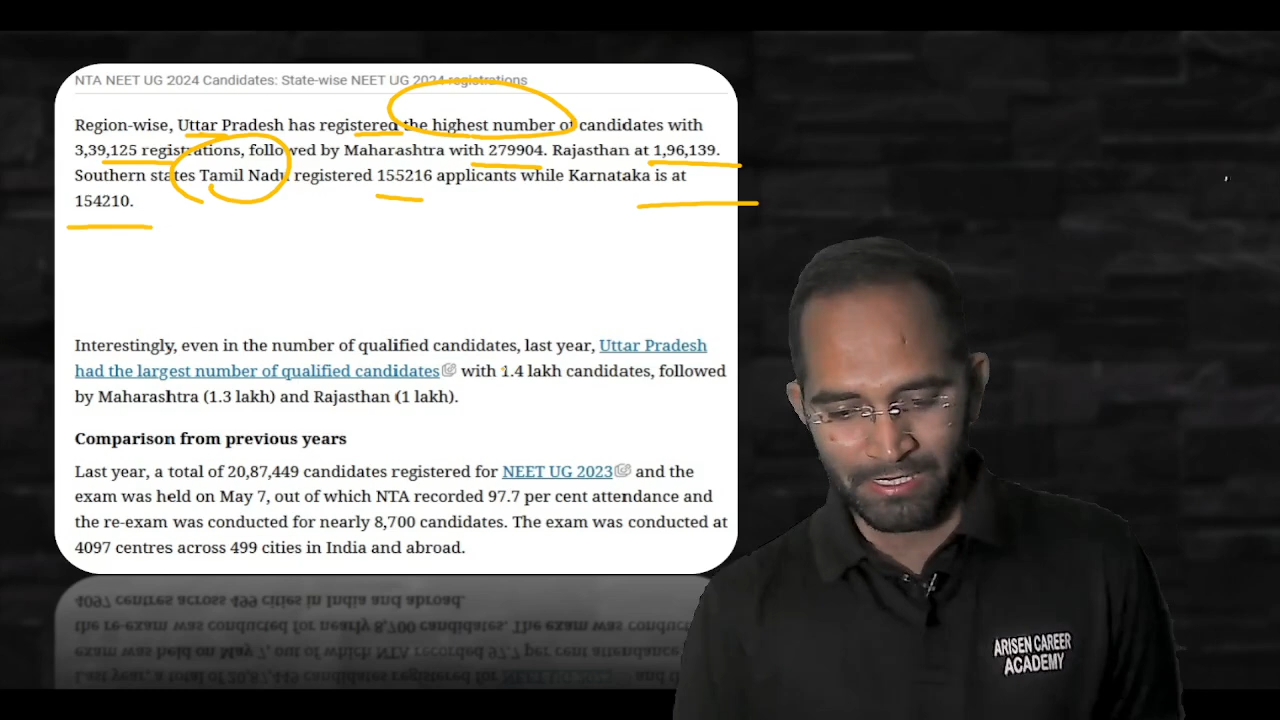 NTA NEET UG 2024 Candidates: State-wise NEET UG 2024 registrations
Region-wise, Uttar Pradesh has registered the highest number of candidates with
3,39,125 registrations, followed by Maharashtra with 279904. Rajasthan at 1,96,139.
Southern states Tamil Nadu registered 155216 applicants while Karnataka is at
154210.
Interestingly, even in the number of qualified candidates, last year, Uttar Pradesh
had the largest number of qualified candidates with 1.4 lakh candidates, followed
by Maharashtra (1.3 lakh) and Rajasthan (1 lakh).
Comparison from previous years
Last year, a total of 20,87,449 candidates registered for NEET UG 2023 and the
exam was held on May 7, out of which NTA recorded 97.7 per cent attendance and
the re-exam was conducted for nearly 8,700 candidates. The exam was conducted at
4097 centres across 499 cities in India and abroad.
ARISEN CAREER
ACADEMY